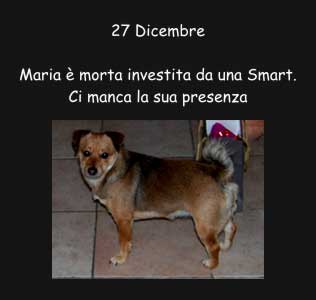 27 Dicembre
Maria è morta investita da una Smart.
Ci manca la sua presenza